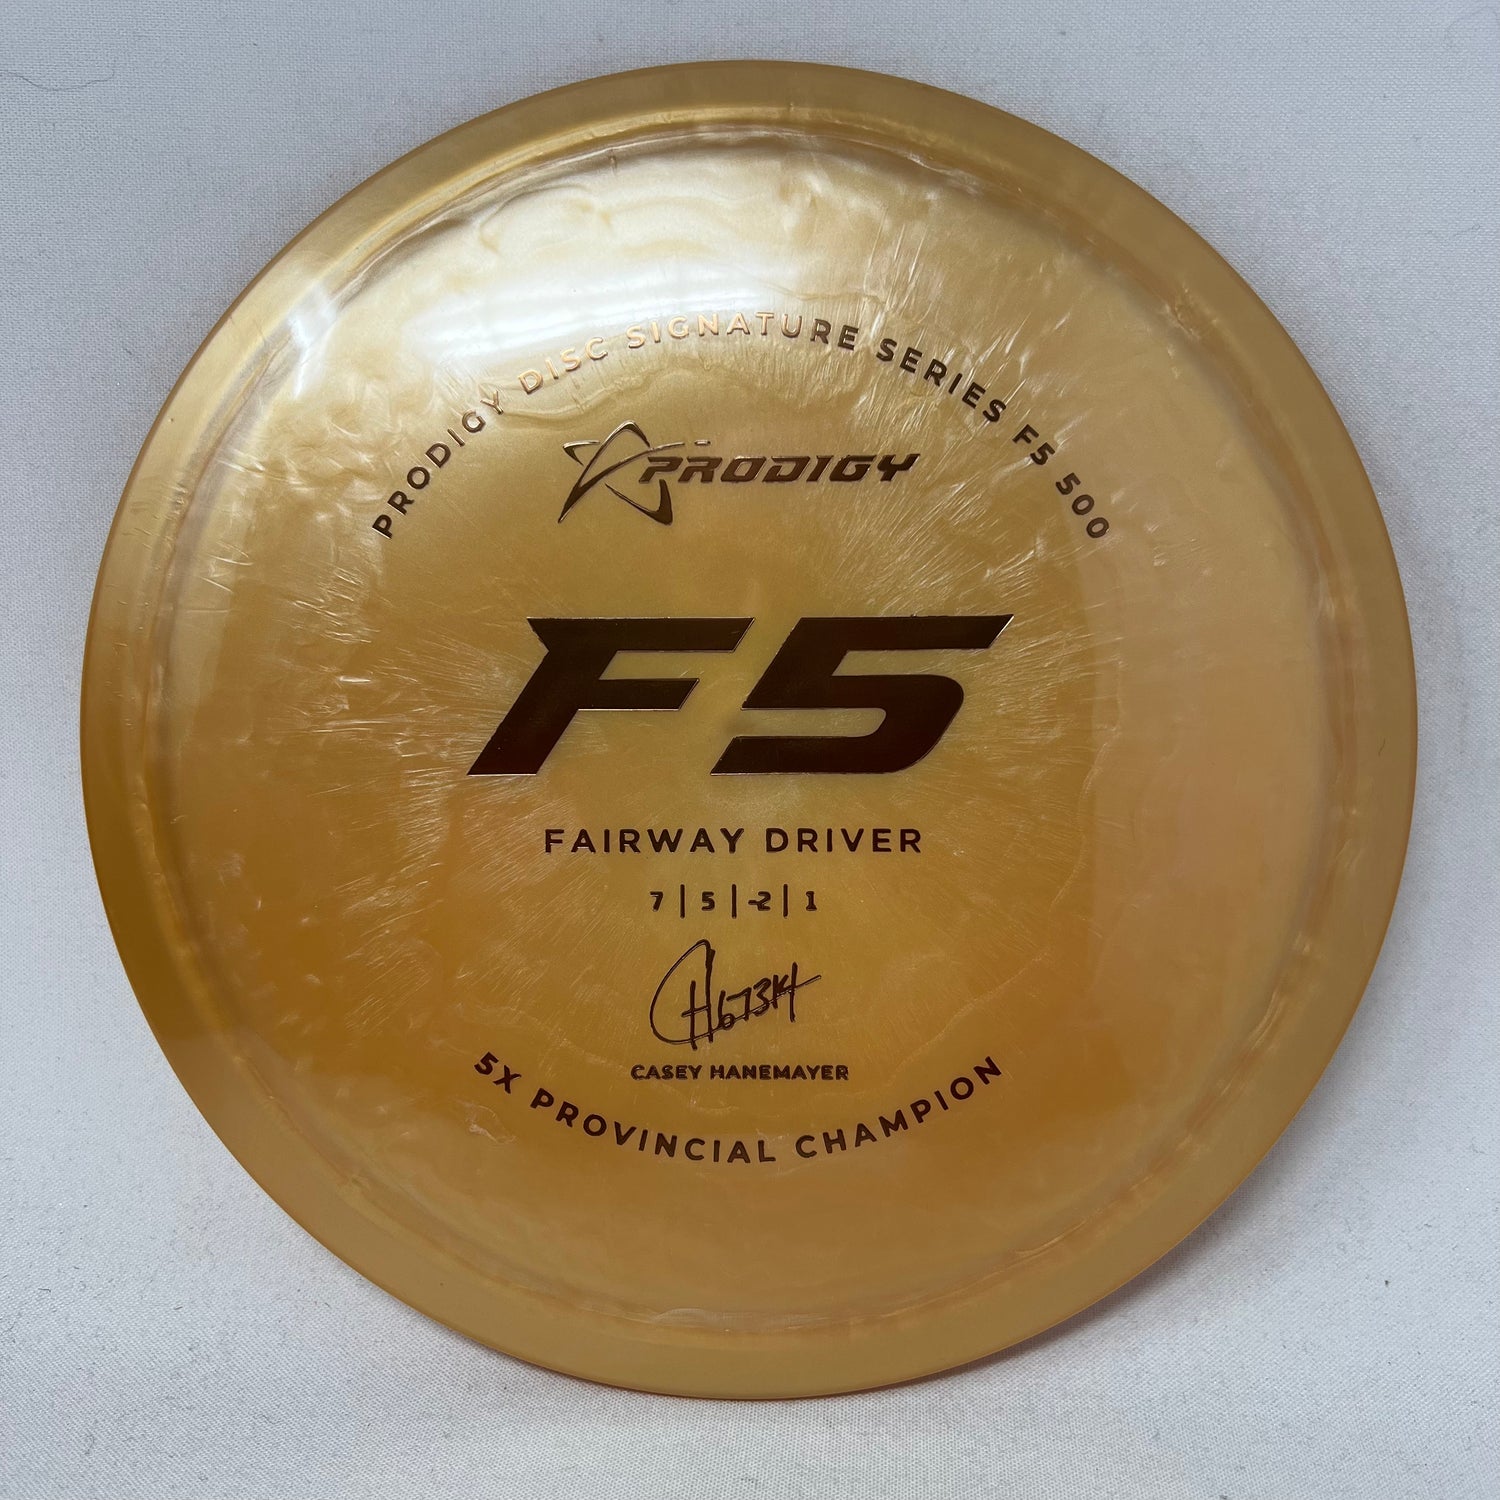 PRODIGY DISC SIGNATURE SERIES F5 500
PRODIGY
F5
FAIRWAY DRIVER
7 | 5 | -2 | 1
CASEY HANEMAYER
5X PROVINCIAL CHAMPION